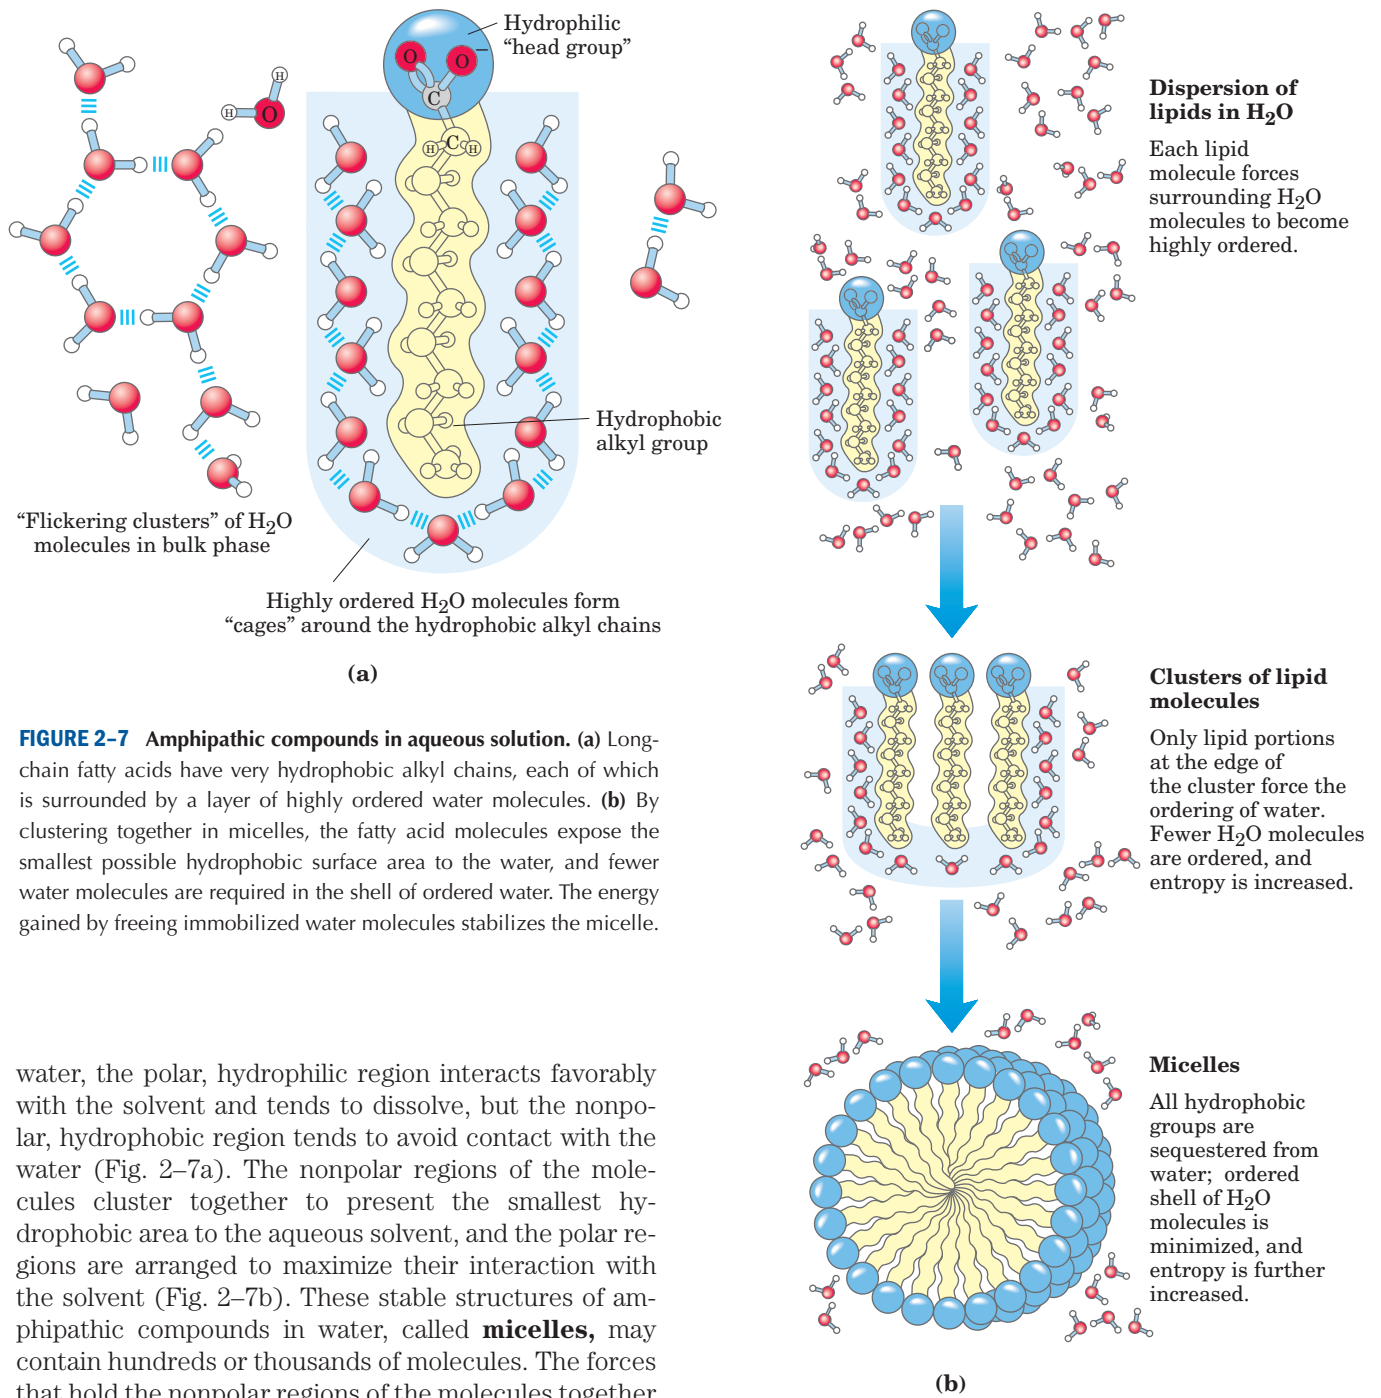 Hydrophilic
“head group”
O
O
–
C
H
C
H
H
H
O
Hydrophobic
alkyl group
“Flickering clusters” of H2O
molecules in bulk phase
Highly ordered H2O molecules form
“cages” around the hydrophobic alkyl chains
(a)
FIGURE 2–7 Amphipathic compounds in aqueous solution. (a) Long-
chain fatty acids have very hydrophobic alkyl chains, each of which
is surrounded by a layer of highly ordered water molecules. (b) By
clustering together in micelles, the fatty acid molecules expose the
smallest possible hydrophobic surface area to the water, and fewer
water molecules are required in the shell of ordered water. The energy
gained by freeing immobilized water molecules stabilizes the micelle.
water, the polar, hydrophilic region interacts favorably
with the solvent and tends to dissolve, but the nonpo-
lar, hydrophobic region tends to avoid contact with the
water (Fig. 2–7a). The nonpolar regions of the mole-
cules cluster together to present the smallest hy-
drophobic area to the aqueous solvent, and the polar re-
gions are arranged to maximize their interaction with
the solvent (Fig. 2–7b). These stable structures of am-
phipathic compounds in water, called micelles, may
contain hundreds or thousands of molecules. The forces
that hold the nonpolar regions of the molecules together
Dispersion of
lipids in H2O
Each lipid
molecule forces
surrounding H2O
molecules to become
highly ordered.
Clusters of lipid
molecules
Only lipid portions
at the edge of
the cluster force the
ordering of water.
Fewer H2O molecules
are ordered, and
entropy is increased.
Micelles
All hydrophobic
groups are
sequestered from
water; ordered
shell of H2O
molecules is
minimized, and
entropy is further
increased.
(b)